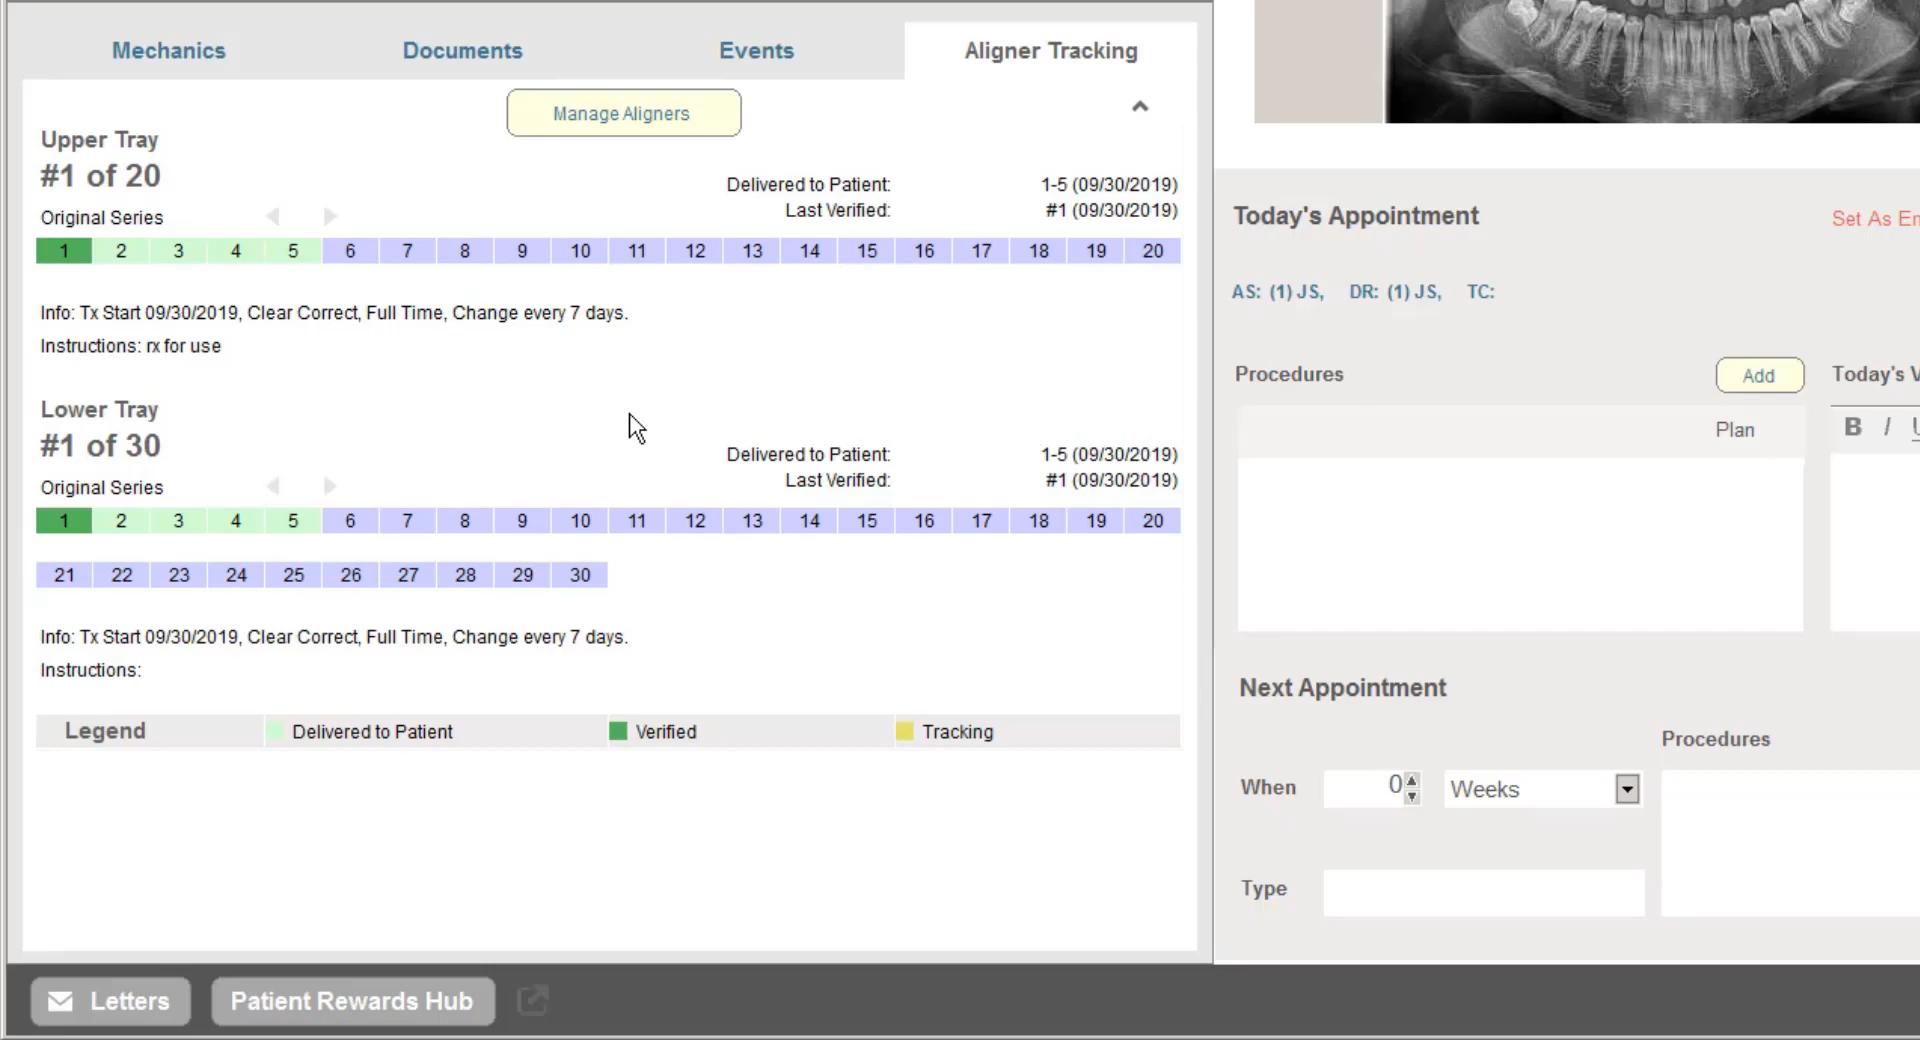 Mechanics Documents Events Aligner Tracking
Manage Aligners
Upper Tray
#1 of 20
Delivered to Patient: 1-5 (09/30/2019)
Last Verified: #1 (09/30/2019)
Original Series
1 2 3 4 5 6 7 8 9 10 11 12 13 14 15 16 17 18 19 20
Info: Tx Start 09/30/2019, Clear Correct, Full Time, Change every 7 days.
Instructions: rx for use
Lower Tray
#1 of 30
Delivered to Patient: 1-5 (09/30/2019)
Last Verified: #1 (09/30/2019)
Original Series
1 2 3 4 5 6 7 8 9 10 11 12 13 14 15 16 17 18 19 20
21 22 23 24 25 26 27 28 29 30
Info: Tx Start 09/30/2019, Clear Correct, Full Time, Change every 7 days.
Instructions:
Legend Delivered to Patient Verified Tracking
Letters Patient Rewards Hub
Today's Appointment
Set As
AS: (1) JS, DR: (1) JS, TC:
Procedures Add Today's
Plan B I U
Next Appointment
Procedures
When 0 Weeks
Type